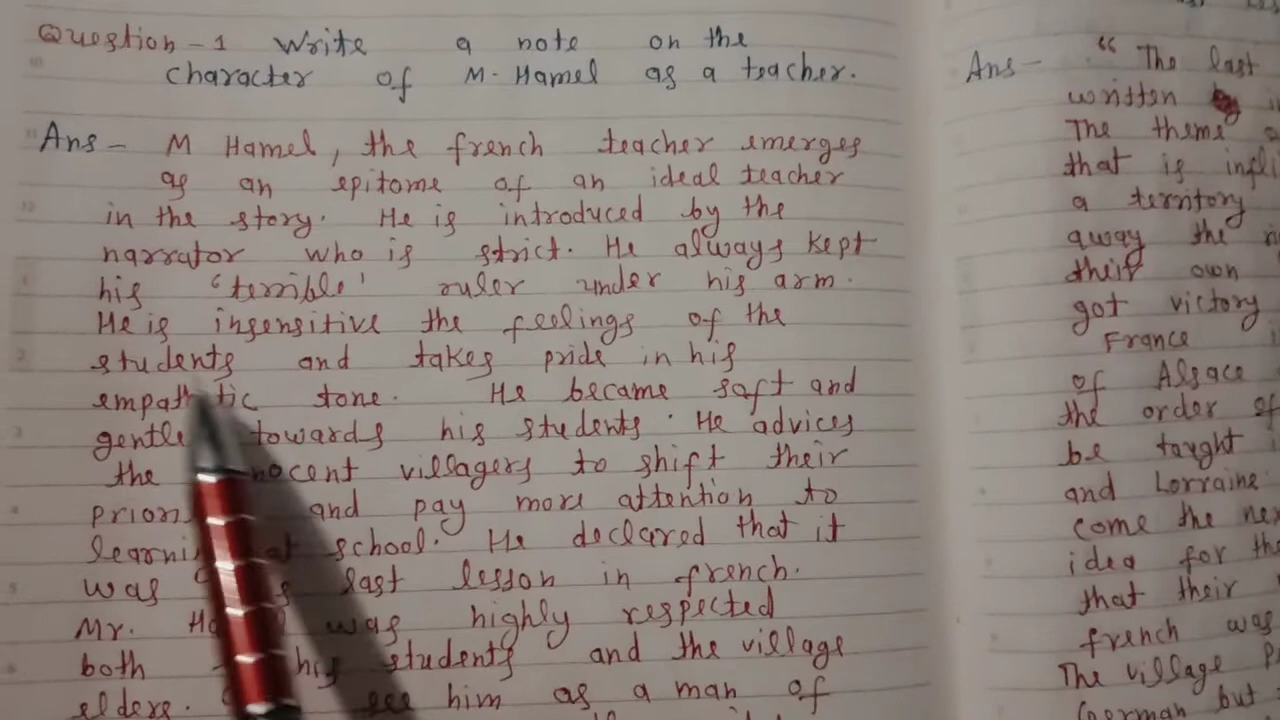 Question - 1 Write a note on the
character of M. Hamel as a teacher.
Ans - M Hamel, the french teacher emerges
as an epitome of an ideal teacher
in the story. He is introduced by the
narrator who is strict. He always kept
his 'terrible' ruler under his arm.
He is insensitive the feelings of the
students and takes pride in his
empathetic tone. He became soft and
gentle towards his students. He advices
the villagers to shift their
and pay more attention to
at school. He declared that it
was last lesson in french.
Mr. was highly respected
both his students and the village
elders. him as a man of
Ans - "The last
written
The theme
that is
a territory
away the
their own
got victory
France
of Alsace
the order of
be taught
and Lorraine
come the
idea for
that their
french was
The village
German but